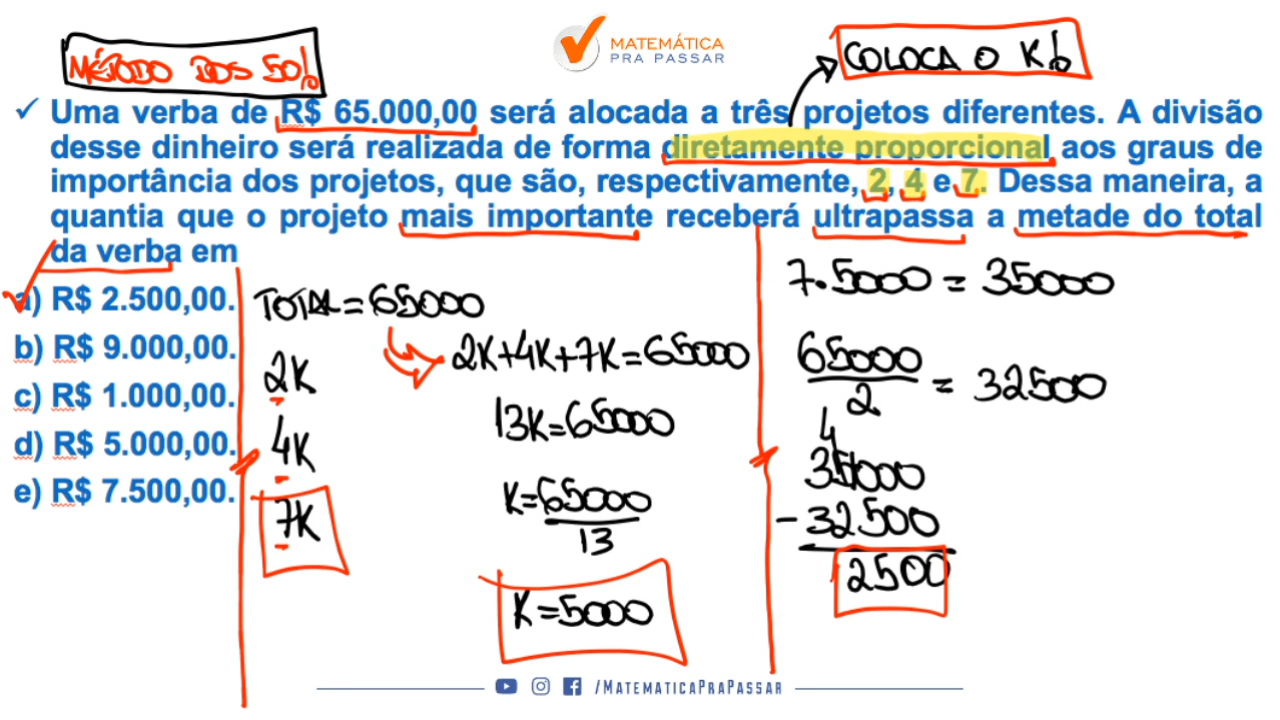 MÉTODO DOS 50%
MATEMÁTICA
PRA PASSAR
COLOCA O K!
✓ Uma verba de R$ 65.000,00 será alocada a três projetos diferentes. A divisão
desse dinheiro será realizada de forma diretamente proporcional aos graus de
importância dos projetos, que são, respectivamente, 2, 4 e 7. Dessa maneira, a
quantia que o projeto mais importante receberá ultrapassa a metade do total
da verba em
a) R$ 2.500,00.
b) R$ 9.000,00.
c) R$ 1.000,00.
d) R$ 5.000,00.
e) R$ 7.500,00.
TOTAL=65000
2K
4K
7K
2K+4K+7K=65000
13K=65000
K=65000
13
K=5000
7.5000=35000
65000
2
= 32500
4
35000
-32500
2500
/MATEMATICAPRAPASSAR